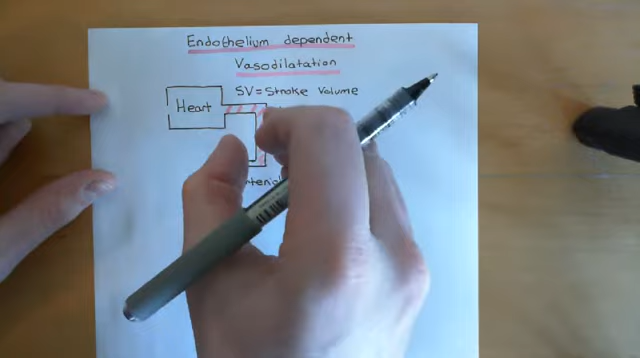 Endothelium dependent
Vasodilatation
SV = Stroke Volume
Heart